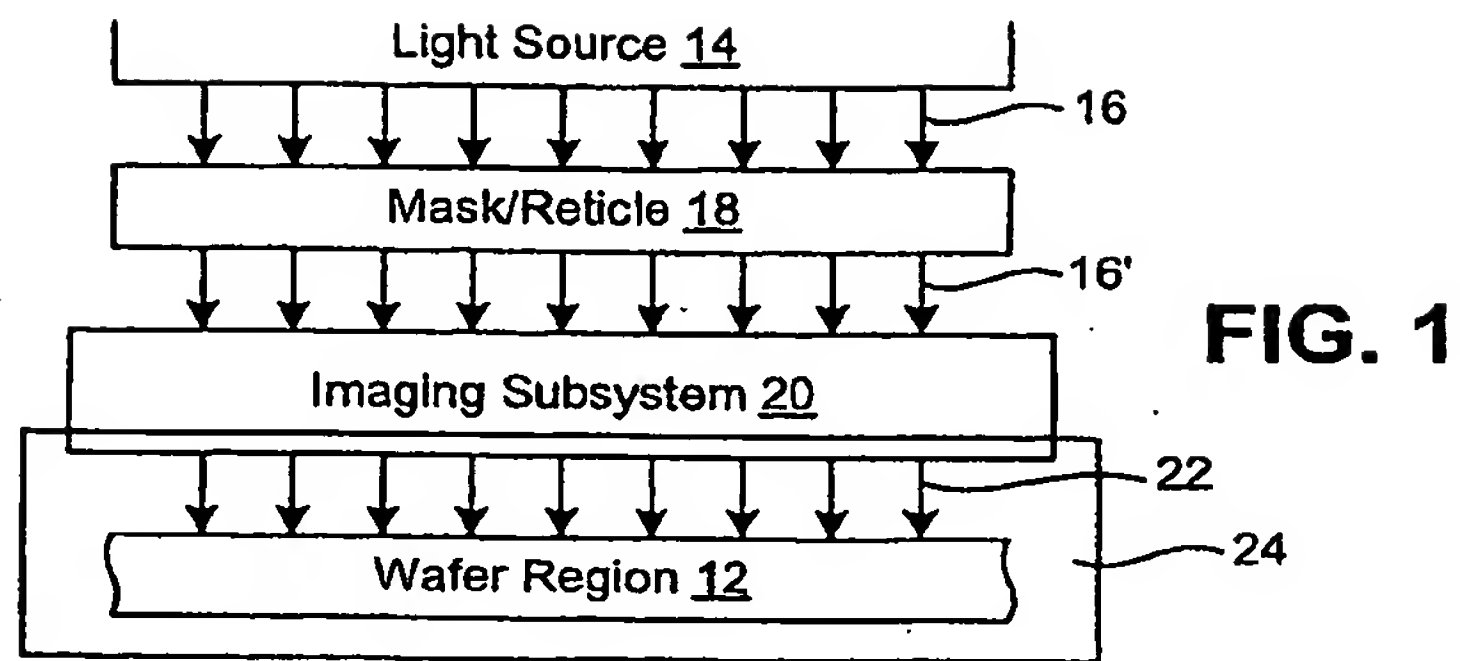 Light Source 14
16
Mask/Reticle 18
16'
FIG. 1
Imaging Subsystem 20
22
24
Wafer Region 12